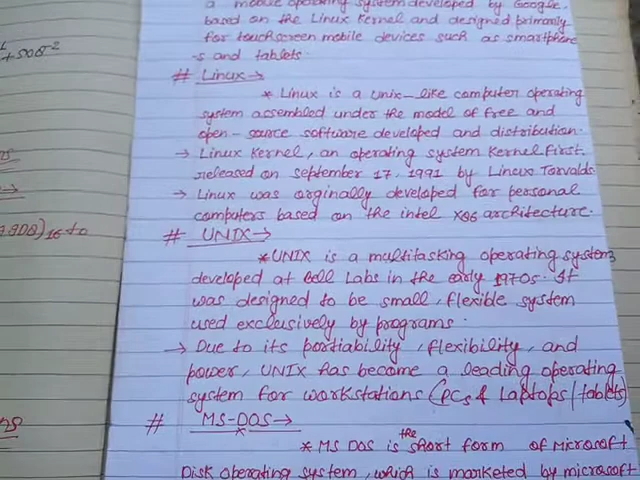 a mobile operating system developed by Google,
based on the Linux Kernel and designed primarily
for touchscreen mobile devices such as smartphone
s and tablets.
# Linux→
* Linux is a unix-like computer operating
system assembled under the model of free and
open-source software developed and distribution.
→ Linux Kernel, an operating system Kernel first
released on september 17, 1991 by Linux Torvalds
→ Linux was orginally developed for personal
computers based on the intel X86 architecture.
# UNIX→
* UNIX is a multitasking operating system
developed at Bell Labs in the early 1970s. It
was designed to be small, flexible system
used exclusively by programs.
→ Due to its portiability, flexibility, and
power, UNIX has become a leading operating
system for workstations (PCs & Laptops/tablets)
# MS-DOS→
* MS DOS is the short form of Microsoft
Disk operating system, which is marketed by microsoft